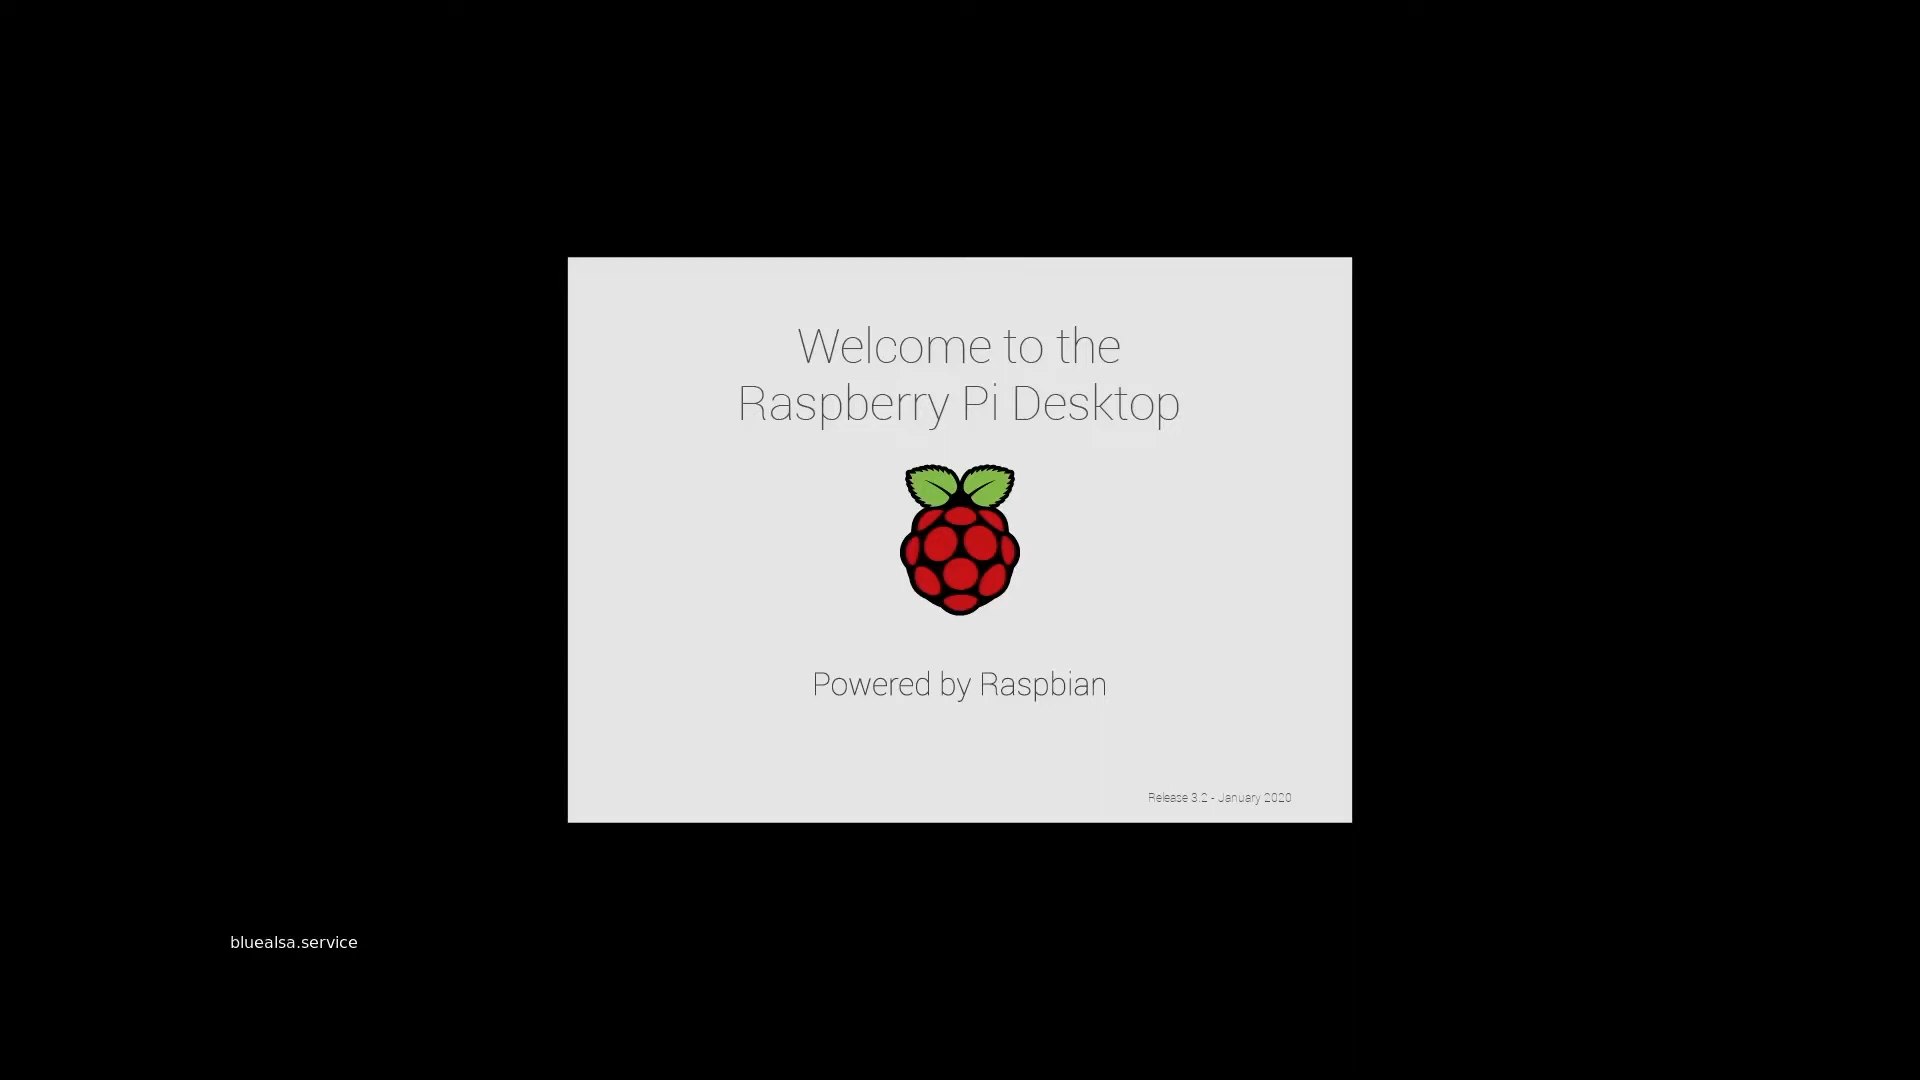 Welcome to the
Raspberry Pi Desktop
Powered by Raspbian
Release 3.2 - January 2020
bluealsa.service